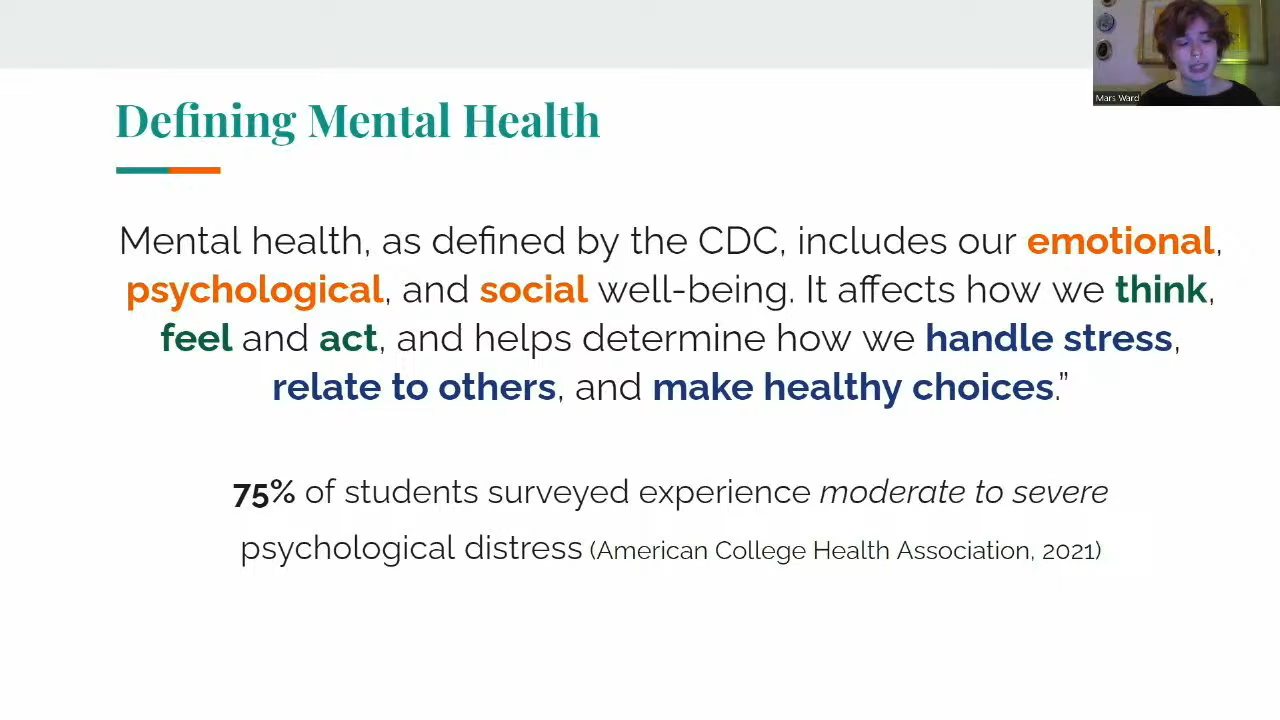 Mars Ward
Defining Mental Health
Mental health, as defined by the CDC, includes our emotional,
psychological, and social well-being. It affects how we think,
feel and act, and helps determine how we handle stress,
relate to others, and make healthy choices.”
75% of students surveyed experience moderate to severe
psychological distress (American College Health Association, 2021)